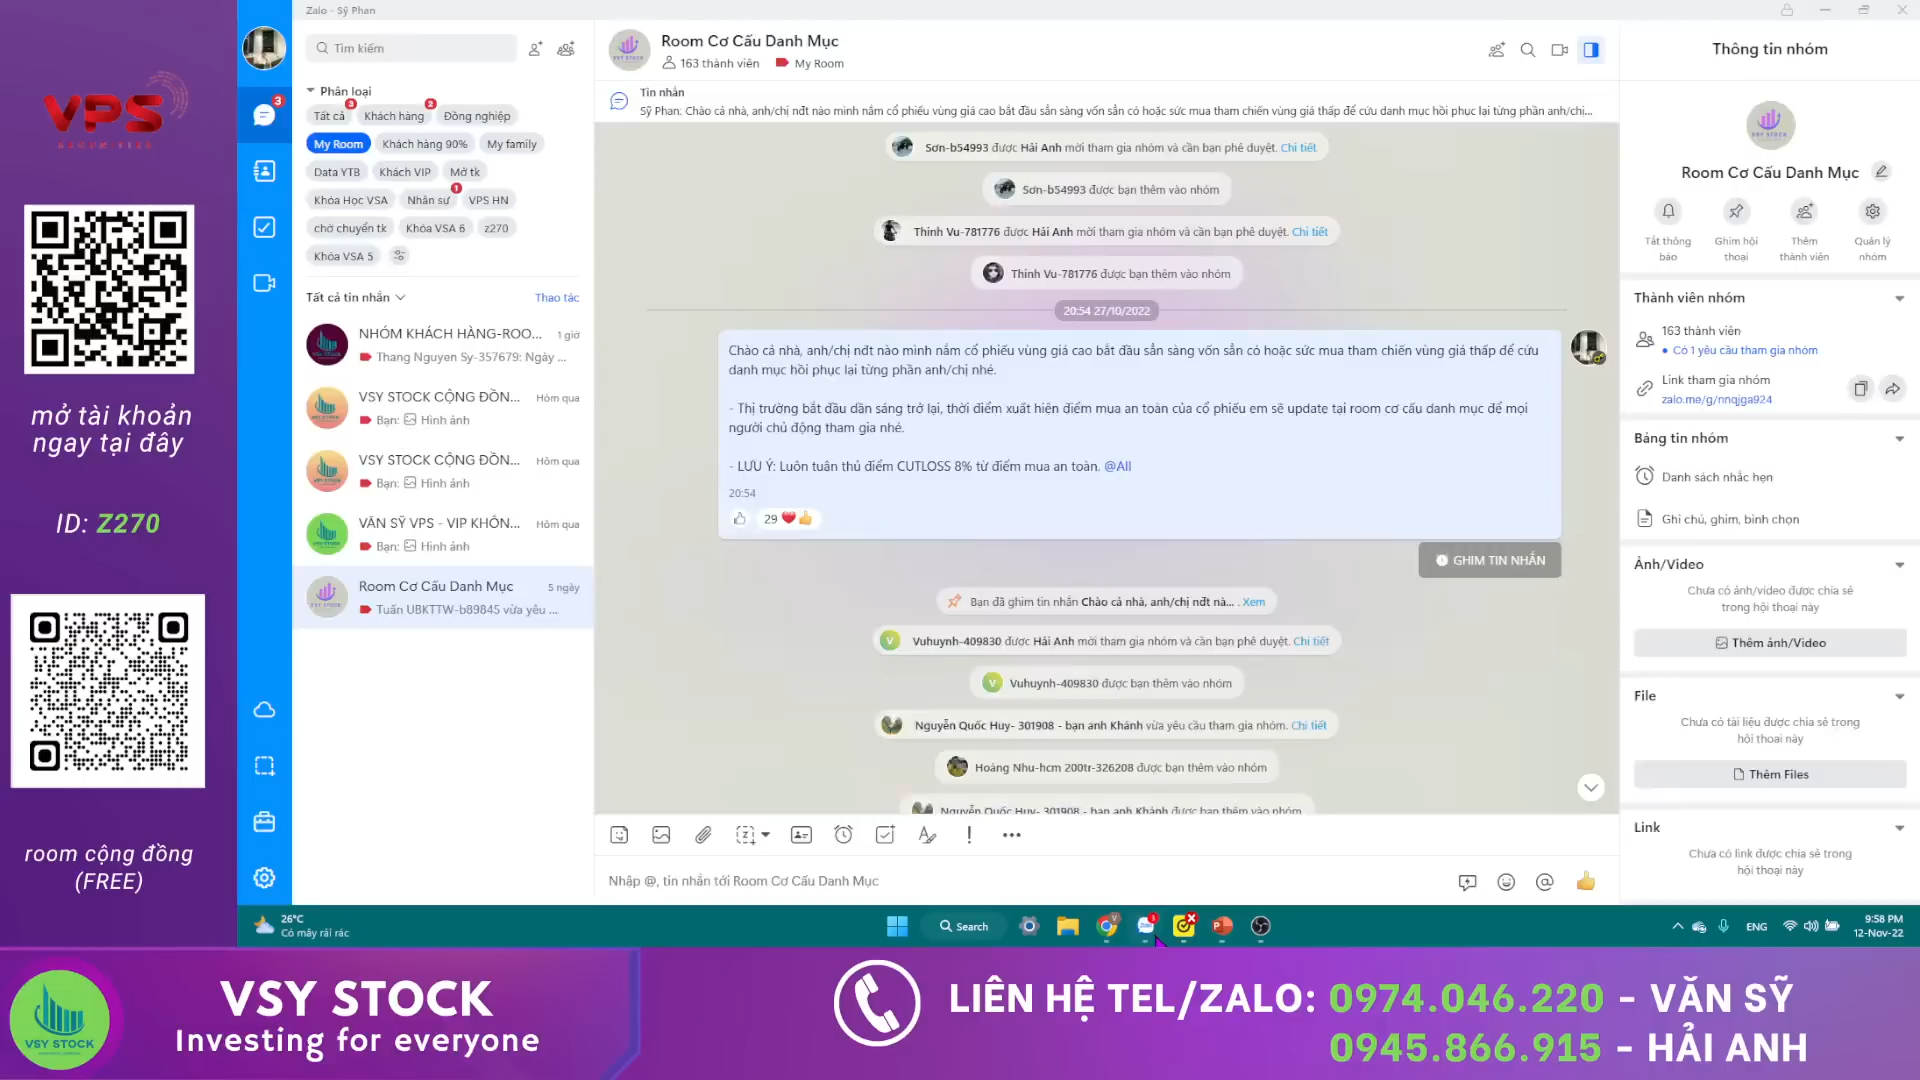 Zalo - Sỹ Phan
Tìm kiếm
Phân loại
Tất cả 3
Khách hàng 2
Đồng nghiệp
My Room
Khách hàng 90%
My family
Data YTB
Khách VIP
Mở tk
Khóa Học VSA
Nhân sự 1
VPS HN
chờ chuyển tk
Khóa VSA 6
z270
Khóa VSA 5
Tất cả tin nhắn
Thao tác
NHÓM KHÁCH HÀNG-ROO... 1 giờ
Thang Nguyen Sy-357679: Ngày ...
VSY STOCK CỘNG ĐỒN... Hôm qua
Bạn: Hình ảnh
VSY STOCK CỘNG ĐỒN... Hôm qua
Bạn: Hình ảnh
VĂN SỸ VPS - VIP KHÔN... Hôm qua
Bạn: Hình ảnh
Room Cơ Cấu Danh Mục 5 ngày
Tuấn UBKTTW-b89845 vừa yêu ...
3
Room Cơ Cấu Danh Mục
163 thành viên
My Room
Tin nhắn
Sỹ Phan: Chào cả nhà, anh/chị nđt nào mình nắm cổ phiếu vùng giá cao bắt đầu sẵn sàng vốn sẵn có hoặc sức mua tham chiến vùng giá thấp để cứu danh mục hồi phục lại từng phần anh/chị...
Sơn-b54993 được Hải Anh mời tham gia nhóm và cần bạn phê duyệt. Chi tiết
Sơn-b54993 được bạn thêm vào nhóm
Thinh Vu-781776 được Hải Anh mời tham gia nhóm và cần bạn phê duyệt. Chi tiết
Thinh Vu-781776 được bạn thêm vào nhóm
20:54 27/10/2022
Chào cả nhà, anh/chị nđt nào mình nắm cổ phiếu vùng giá cao bắt đầu sẵn sàng vốn sẵn có hoặc sức mua tham chiến vùng giá thấp để cứu
danh mục hồi phục lại từng phần anh/chị nhé.
- Thị trường bắt đầu dần sáng trở lại, thời điểm xuất hiện điểm mua an toàn của cổ phiếu em sẽ update tại room cơ cấu danh mục để mọi
người chủ động tham gia nhé.
- LƯU Ý: Luôn tuân thủ điểm CUTLOSS 8% từ điểm mua an toàn. @All
20:54
29
GHIM TIN NHẮN
Bạn đã ghim tin nhắn Chào cả nhà, anh/chị nđt nà... . Xem
Vuhuynh-409830 được Hải Anh mời tham gia nhóm và cần bạn phê duyệt. Chi tiết
Vuhuynh-409830 được bạn thêm vào nhóm
Nguyễn Quốc Huy- 301908 - bạn anh Khánh vừa yêu cầu tham gia nhóm. Chi tiết
Hoàng Nhu-hcm 200tr-326208 được bạn thêm vào nhóm
Nguyễn Quốc Huy- 301908 - bạn anh Khánh được bạn thêm vào nhóm
Nhập @, tin nhắn tới Room Cơ Cấu Danh Mục
Thông tin nhóm
VSY STOCK
Room Cơ Cấu Danh Mục
Tắt thông báo
Ghim hội thoại
Thêm thành viên
Quản lý nhóm
Thành viên nhóm
163 thành viên
Có 1 yêu cầu tham gia nhóm
Link tham gia nhóm
zalo.me/g/nnqjga924
Bảng tin nhóm
Danh sách nhắc hẹn
Ghi chú, ghim, bình chọn
Ảnh/Video
Chưa có ảnh/video được chia sẻ
trong hội thoại này
Thêm ảnh/Video
File
Chưa có tài liệu được chia sẻ trong
hội thoại này
Thêm Files
Link
Chưa có link được chia sẻ trong
hội thoại này
VPS
mở tài khoản
ngay tại đây
ID: Z270
room cộng đồng
(FREE)
26°C
Có mây rải rác
Search
ENG
9:58 PM
12-Nov-22
VSY STOCK
VSY STOCK
Investing for everyone
LIÊN HỆ TEL/ZALO: 0974.046.220 - VĂN SỸ
0945.866.915 - HẢI ANH